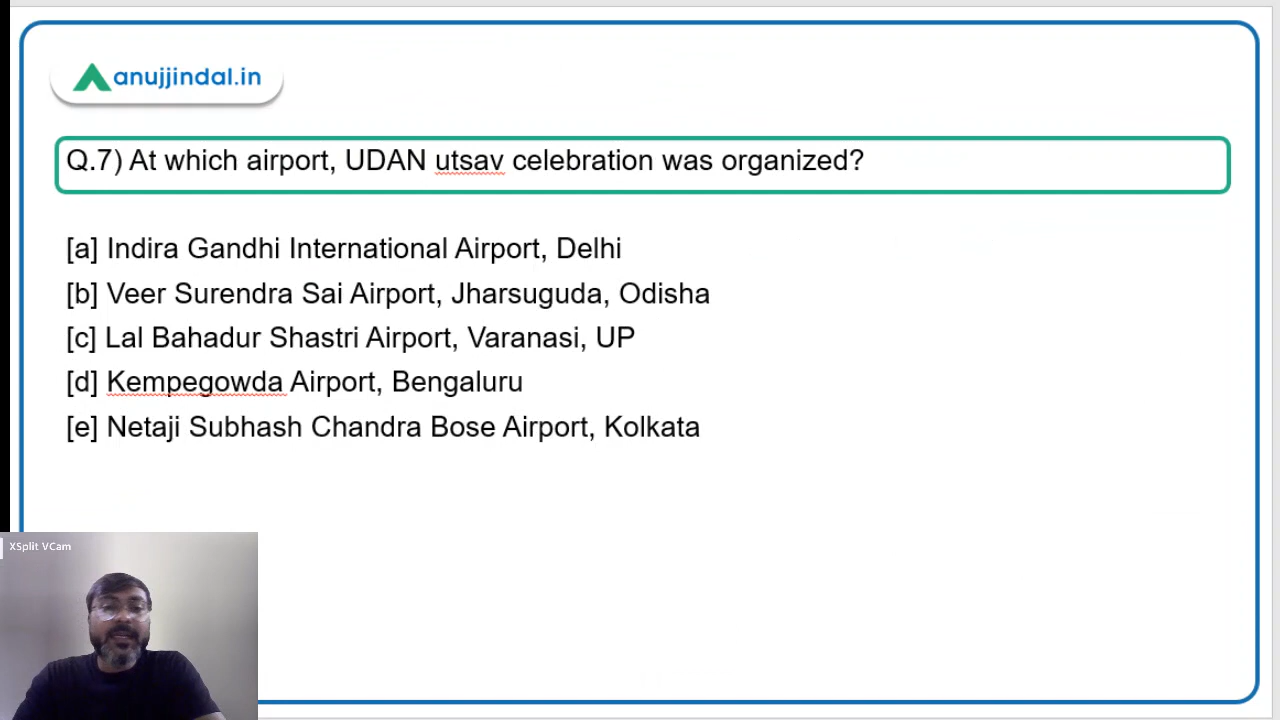 anujjindal.in
Q.7) At which airport, UDAN utsav celebration was organized?
[a] Indira Gandhi International Airport, Delhi
[b] Veer Surendra Sai Airport, Jharsuguda, Odisha
[c] Lal Bahadur Shastri Airport, Varanasi, UP
[d] Kempegowda Airport, Bengaluru
[e] Netaji Subhash Chandra Bose Airport, Kolkata
XSplit VCam